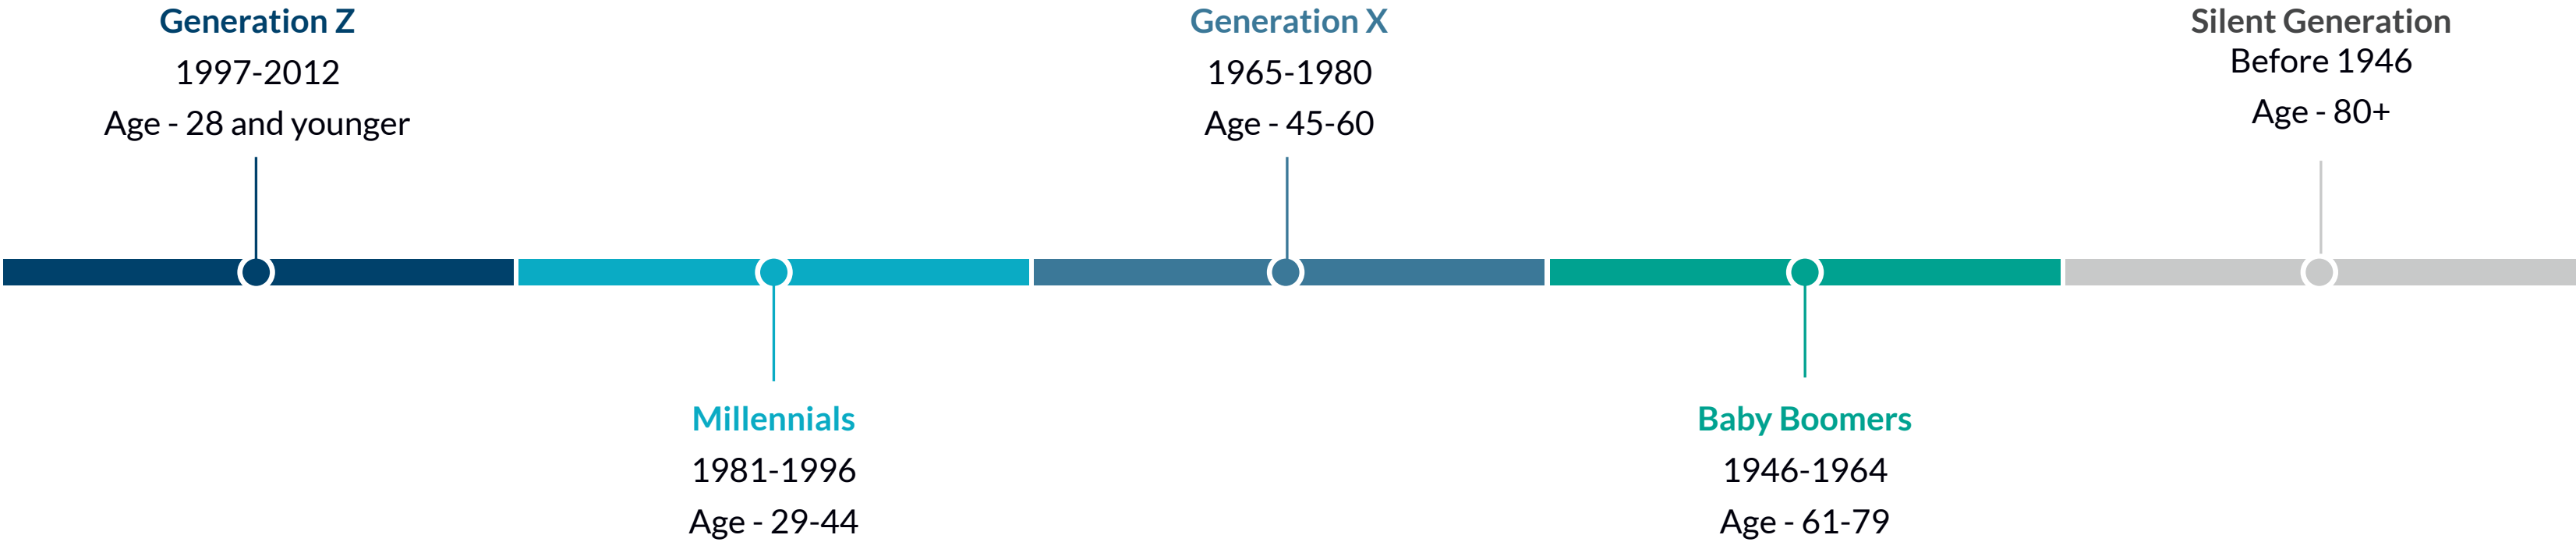 Generation Z
1997-2012
Age - 28 and younger
Millennials
1981-1996
Age - 29-44
Generation X
1965-1980
Age - 45-60
Baby Boomers
1946-1964
Age - 61-79
Silent Generation
Before 1946
Age - 80+